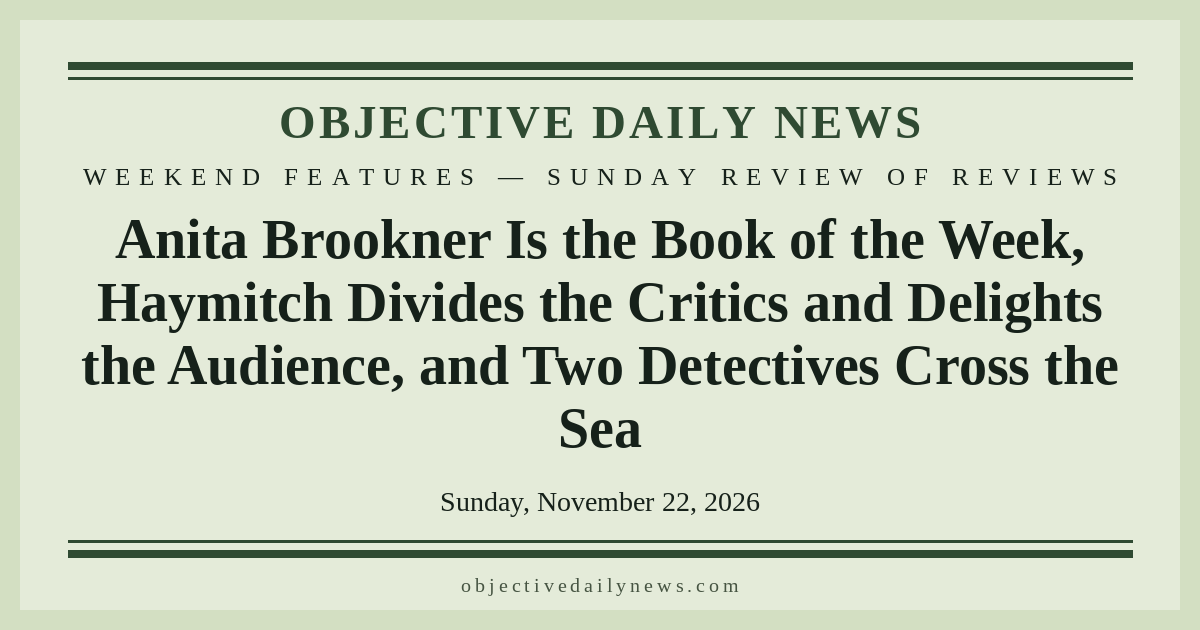 OBJECTIVE DAILY NEWS
WEEKEND FEATURES — SUNDAY REVIEW OF REVIEWS
Anita Brookner Is the Book of the Week,
Haymitch Divides the Critics and Delights
the Audience, and Two Detectives Cross the
Sea
Sunday, November 22, 2026
objectivedailynews.com